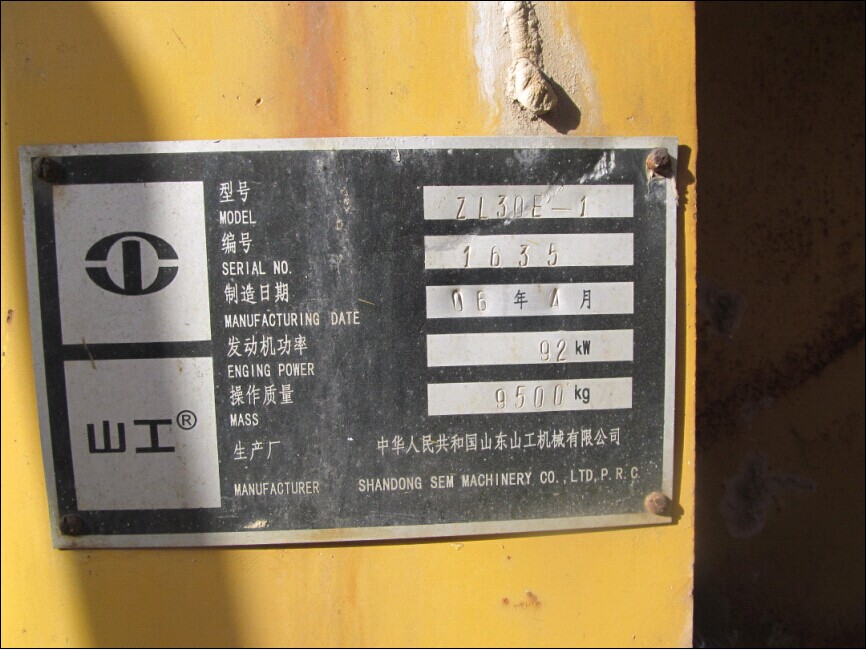 型号
MODEL ZL30E-1
编号
SERIAL NO. 1635
制造日期
MANUFACTURING DATE 06年4月
发动机功率
ENGING POWER 92 kW
操作质量
MASS 9500 kg
生产厂 中华人民共和国山东山工机械有限公司
MANUFACTURER SHANDONG SEM MACHINERY CO.,LTD,P.R.C
山工®